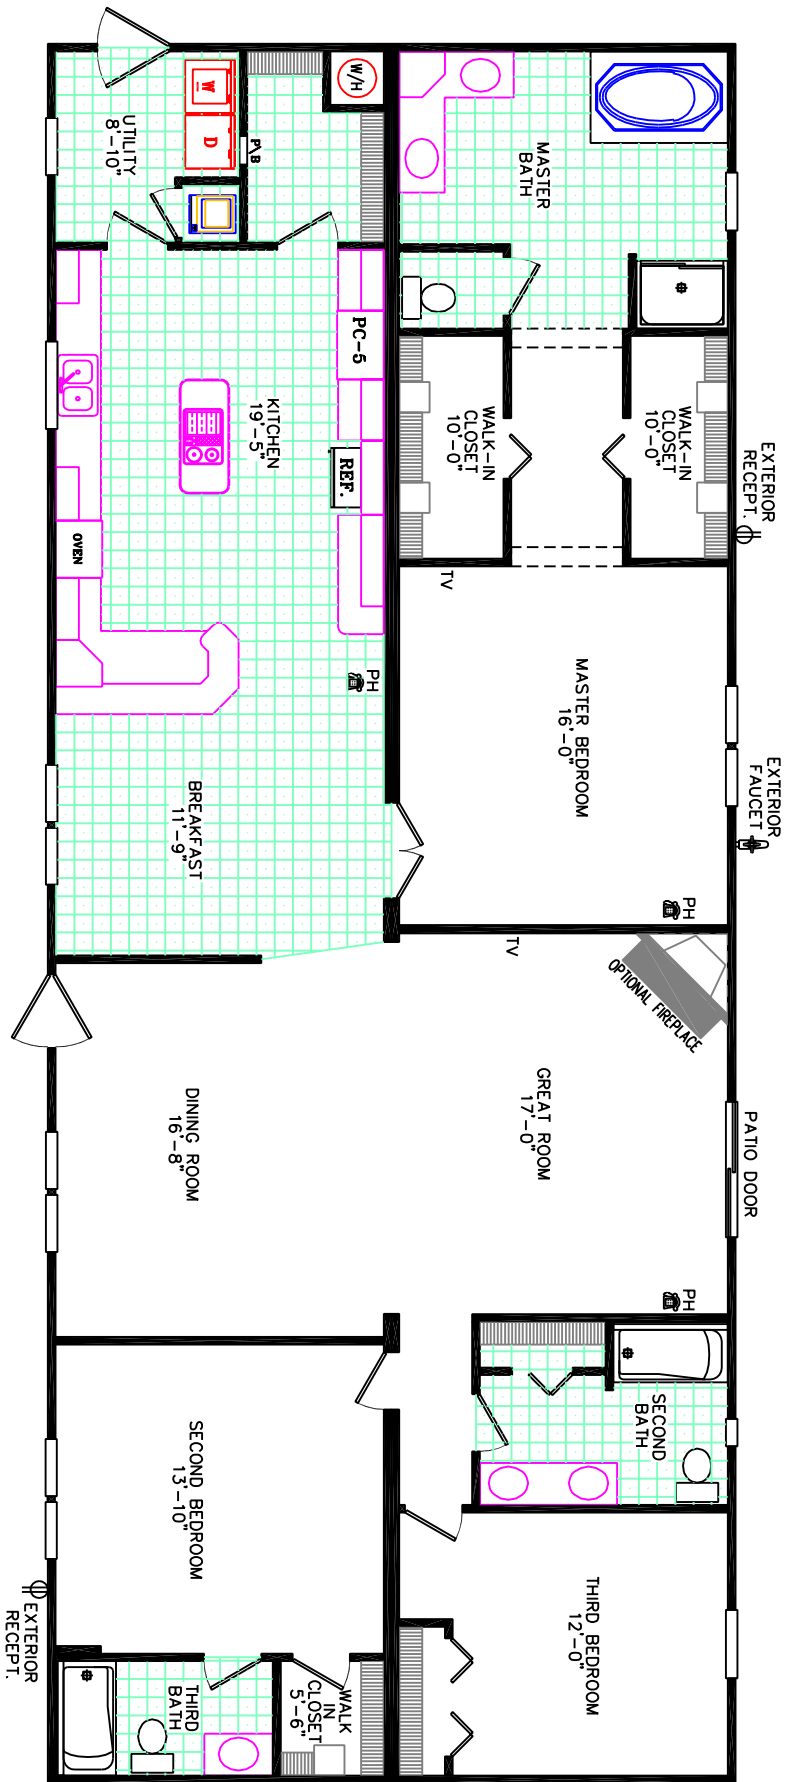 W/H
W
D
P\B
UTILITY
8'-10"
MASTER
BATH
PC-5
KITCHEN
19'-5"
REF.
OVEN
WALK-IN
CLOSET
10'-0"
WALK-IN
CLOSET
10'-0"
EXTERIOR
RECEPT.
TV
PH
MASTER BEDROOM
16'-0"
EXTERIOR
FAUCET
BREAKFAST
11'-9"
PH
TV
OPTIONAL FIREPLACE
GREAT ROOM
17'-0"
DINING ROOM
16'-8"
PATIO DOOR
PH
SECOND
BATH
SECOND BEDROOM
13'-10"
THIRD BEDROOM
12'-0"
EXTERIOR
RECEPT.
THIRD
BATH
WALK
IN
CLOSET
5'-6"